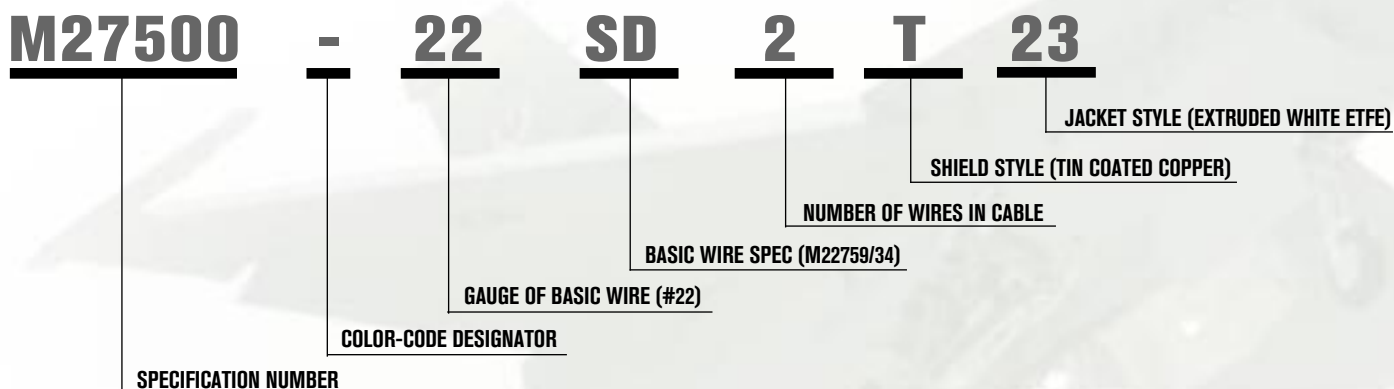 M27500 - 22 SD 2 T 23
JACKET STYLE (EXTRUDED WHITE ETFE)
SHIELD STYLE (TIN COATED COPPER)
NUMBER OF WIRES IN CABLE
BASIC WIRE SPEC (M22759/34)
GAUGE OF BASIC WIRE (#22)
COLOR-CODE DESIGNATOR
SPECIFICATION NUMBER